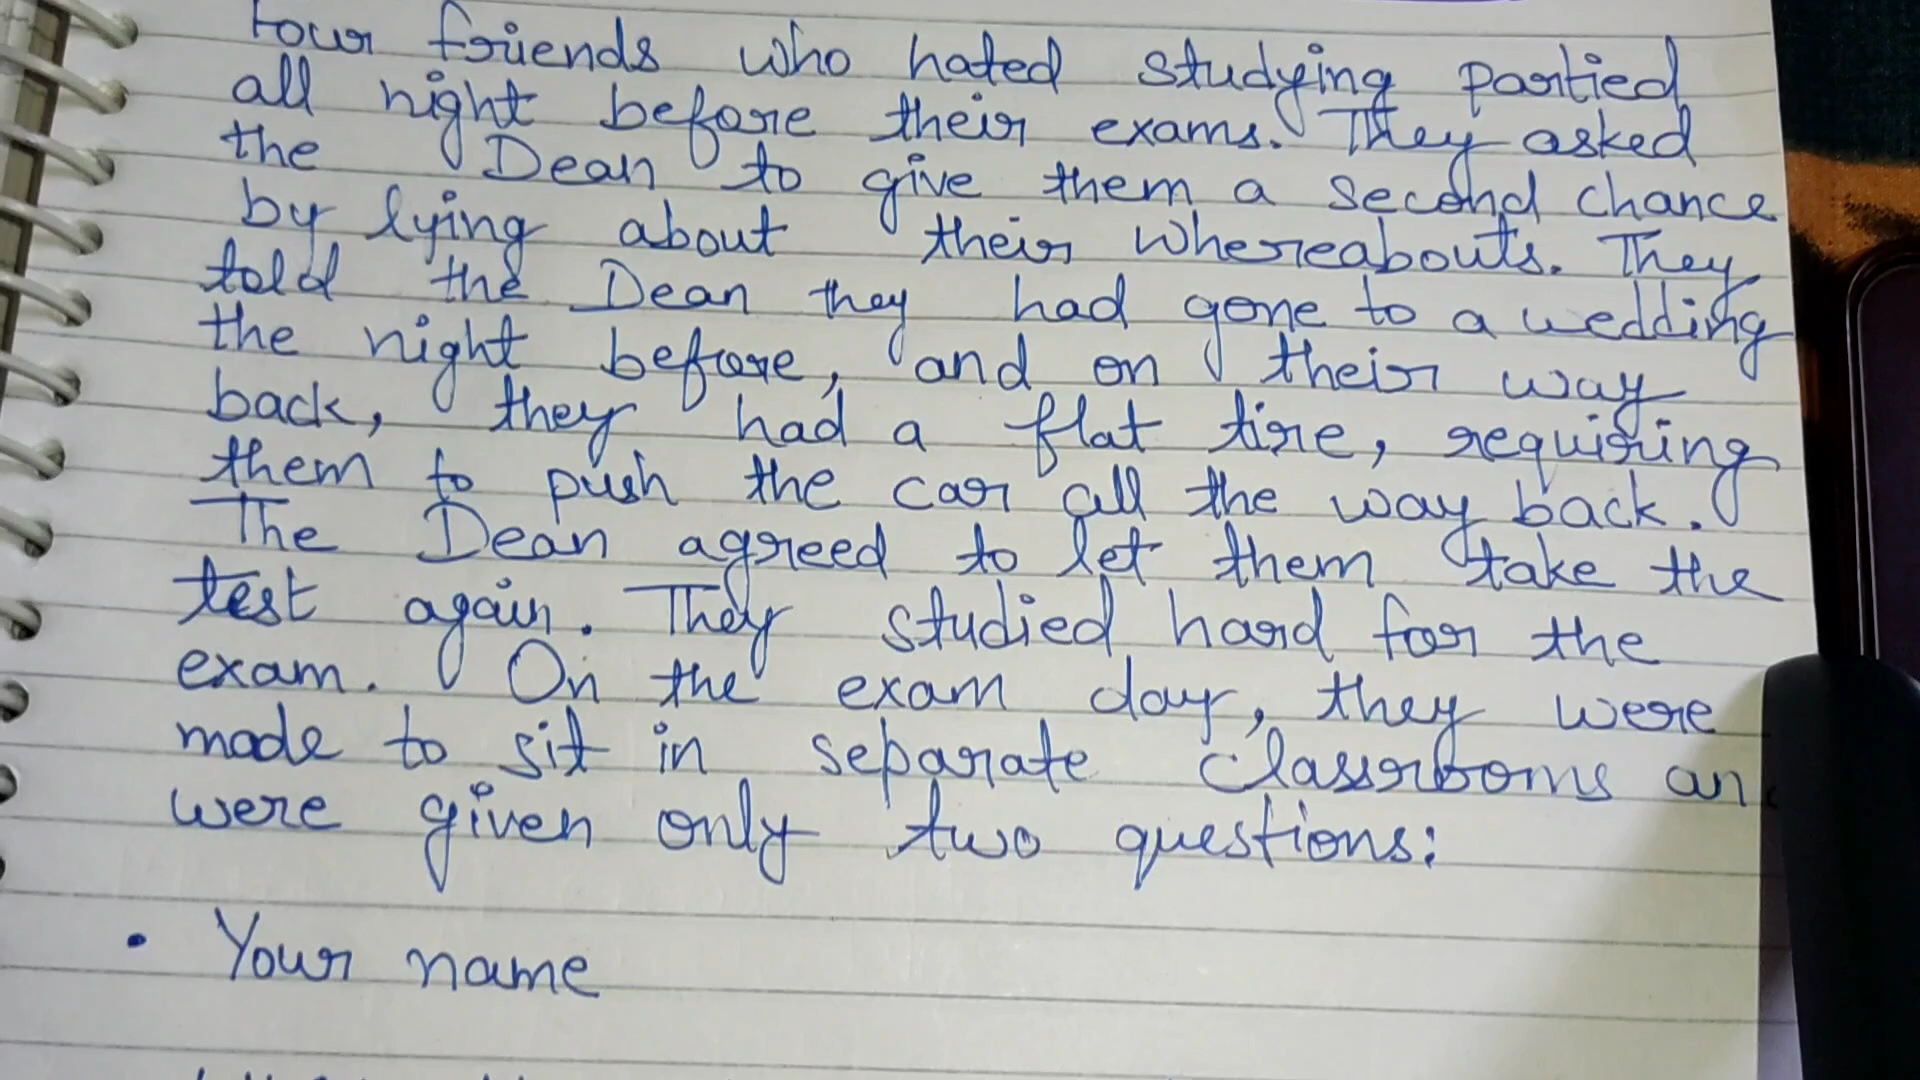 Four friends who hated studying partied
all night before their exams. They asked
the Dean to give them a second chance
by lying about their whereabouts. They
told the Dean they had gone to a wedding
the night before, and on their way
back, they had a flat tire, requiring
them to push the car all the way back.
The Dean agreed to let them take the
test again. They studied hard for the
exam. On the exam day, they were
made to sit in separate classrooms an
were given only two questions:
• Your name